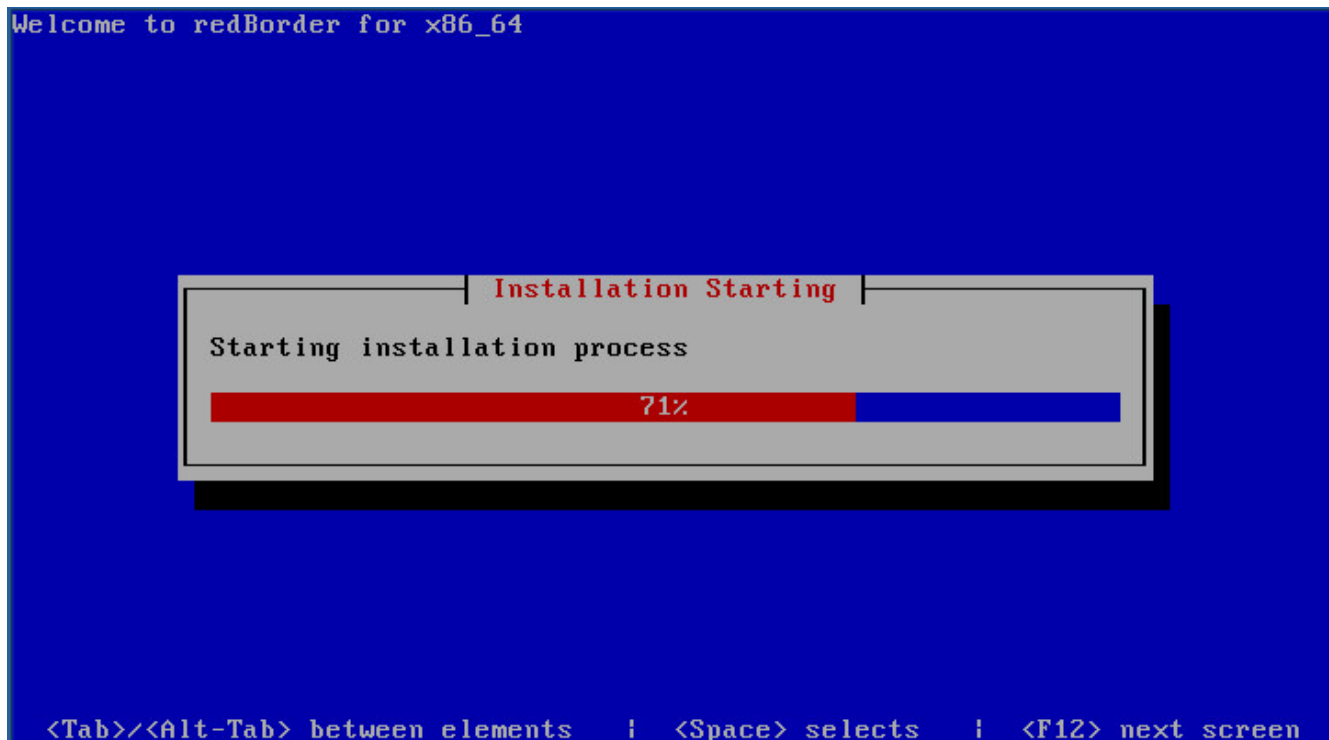 Welcome to redBorder for x86_64
Installation Starting
Starting installation process
71%
<Tab>/<Alt-Tab> between elements | <Space> selects | <F12> next screen